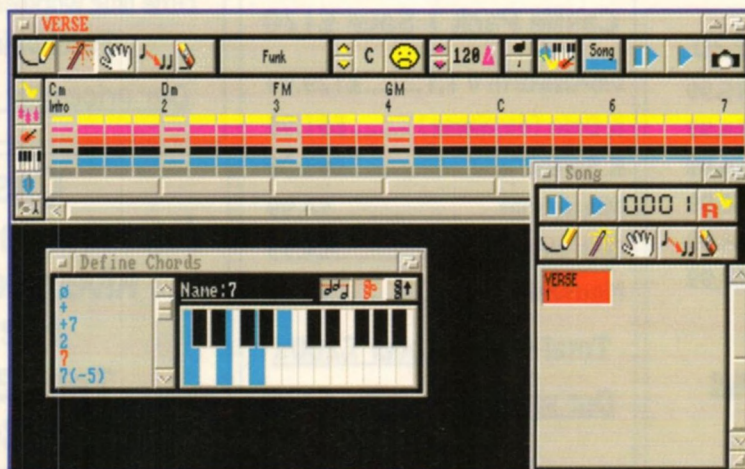 VERSE
Funk C 120 Song
Cm Dm FM GM
Intro 2 3 4 C 6 7
Song
0001 R
Define Chords
Name:7
ø
+
+7
2
7
7(-5)
VERSE
1